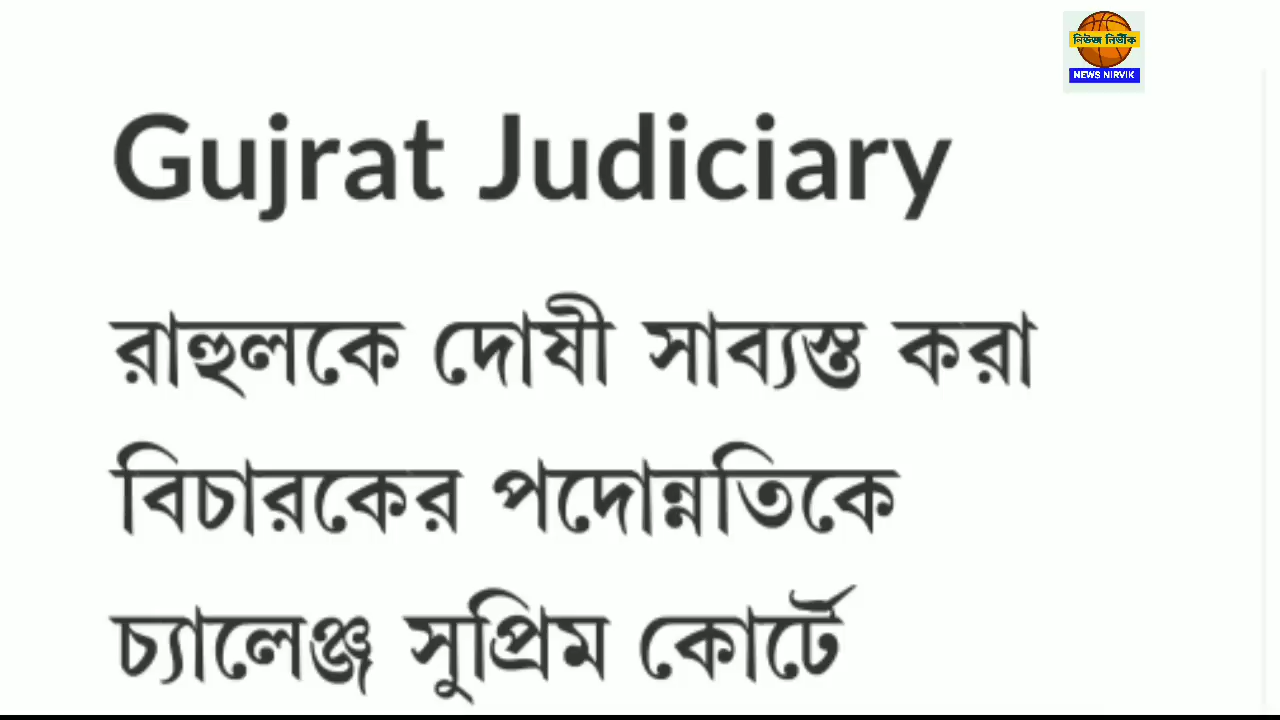 নিউজ নির্ভীক
NEWS NIRVIK
Gujrat Judiciary
রাহুলকে দোষী সাব্যস্ত করা
বিচারকের পদোন্নতিকে
চ্যালেঞ্জ সুপ্রিম কোর্টে